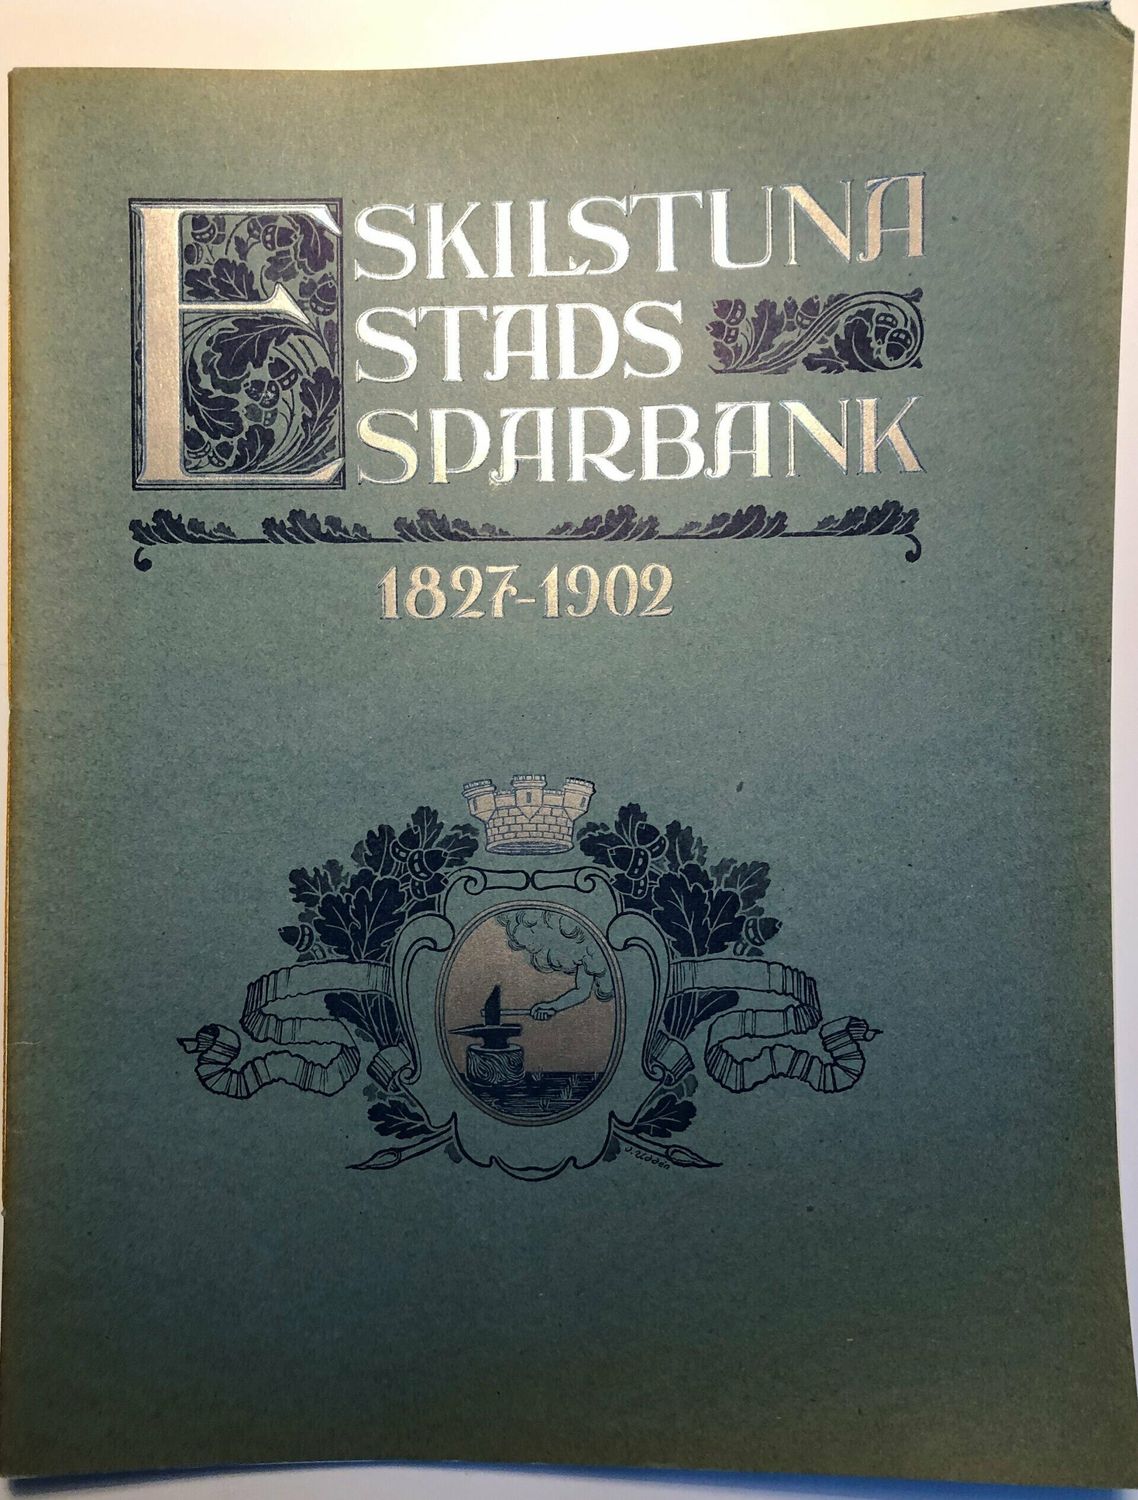 ESKILSTUNA
STADS
SPARBANK
1827-1902